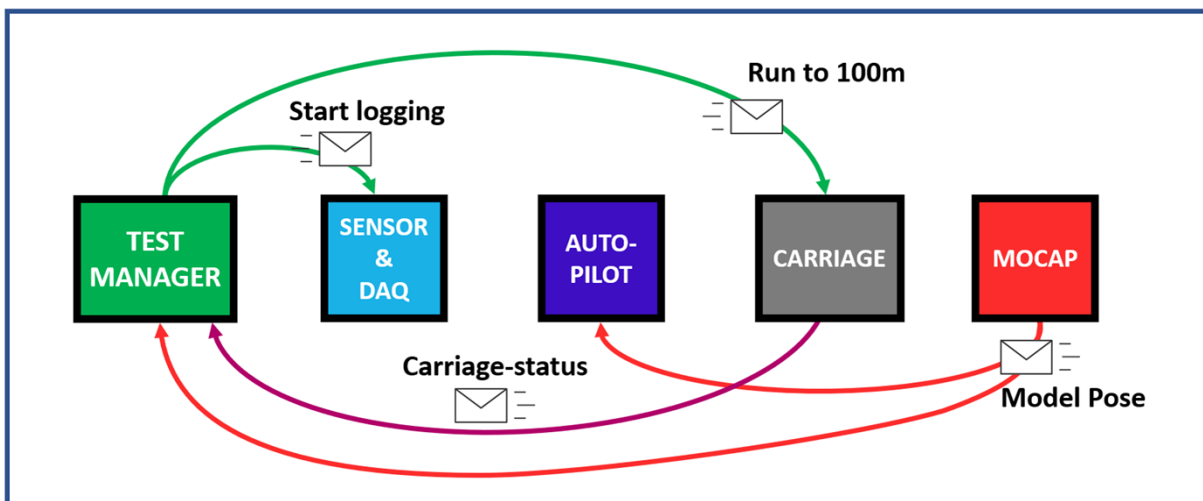 Run to 100m
Start logging
TEST
MANAGER
SENSOR
&
DAQ
AUTO-
PILOT
CARRIAGE
MOCAP
Carriage-status
Model Pose